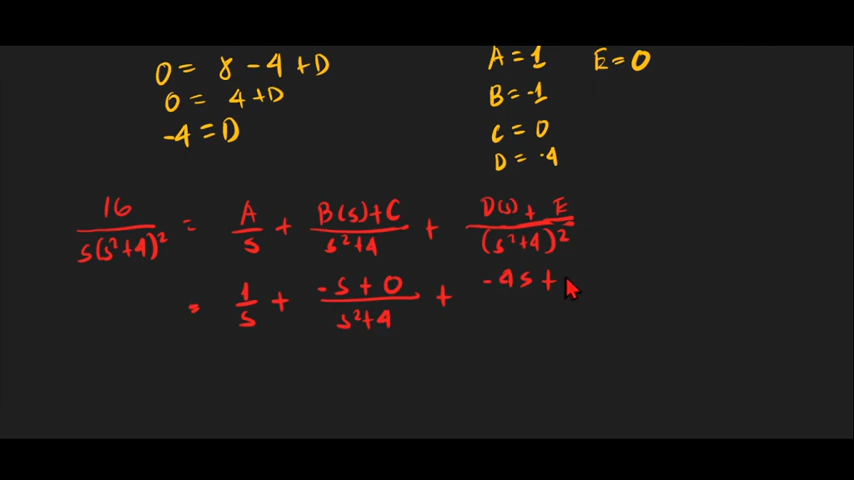 0 = 8 - 4 + D
0 = 4 + D
-4 = D
A = 1 E = 0
B = -1
C = 0
D = -4
16/s(s²+4)² = A/s + B(s)+C/s²+4 + D(s)+E/(s²+4)²
= 1/s + -s+0/s²+4 + -4s+